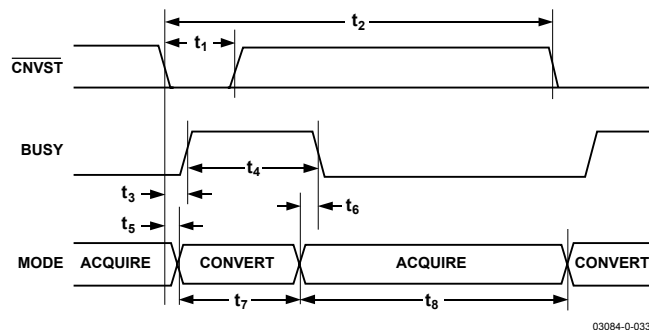 t2
t1
CNVST
BUSY
t4
t3
t6
t5
MODE ACQUIRE CONVERT ACQUIRE CONVERT
t7 t8
03084-0-033